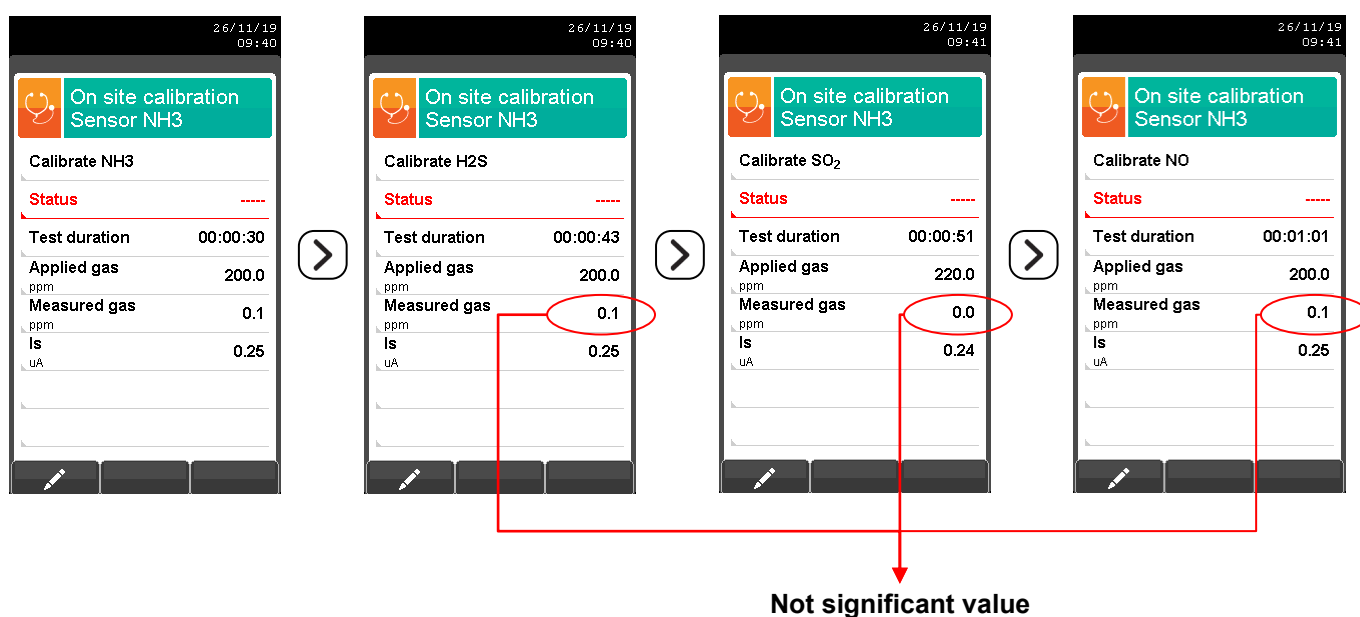 26/11/19
09:40
On site calibration
Sensor NH3
Calibrate NH3
Status -----
Test duration 00:00:30
Applied gas 200.0
ppm
Measured gas 0.1
ppm
Is 0.25
uA
26/11/19
09:40
On site calibration
Sensor NH3
Calibrate H2S
Status -----
Test duration 00:00:43
Applied gas 200.0
ppm
Measured gas 0.1
ppm
Is 0.25
uA
26/11/19
09:41
On site calibration
Sensor NH3
Calibrate SO₂
Status -----
Test duration 00:00:51
Applied gas 220.0
ppm
Measured gas 0.0
ppm
Is 0.24
uA
26/11/19
09:41
On site calibration
Sensor NH3
Calibrate NO
Status -----
Test duration 00:01:01
Applied gas 200.0
ppm
Measured gas 0.1
ppm
Is 0.25
uA
Not significant value